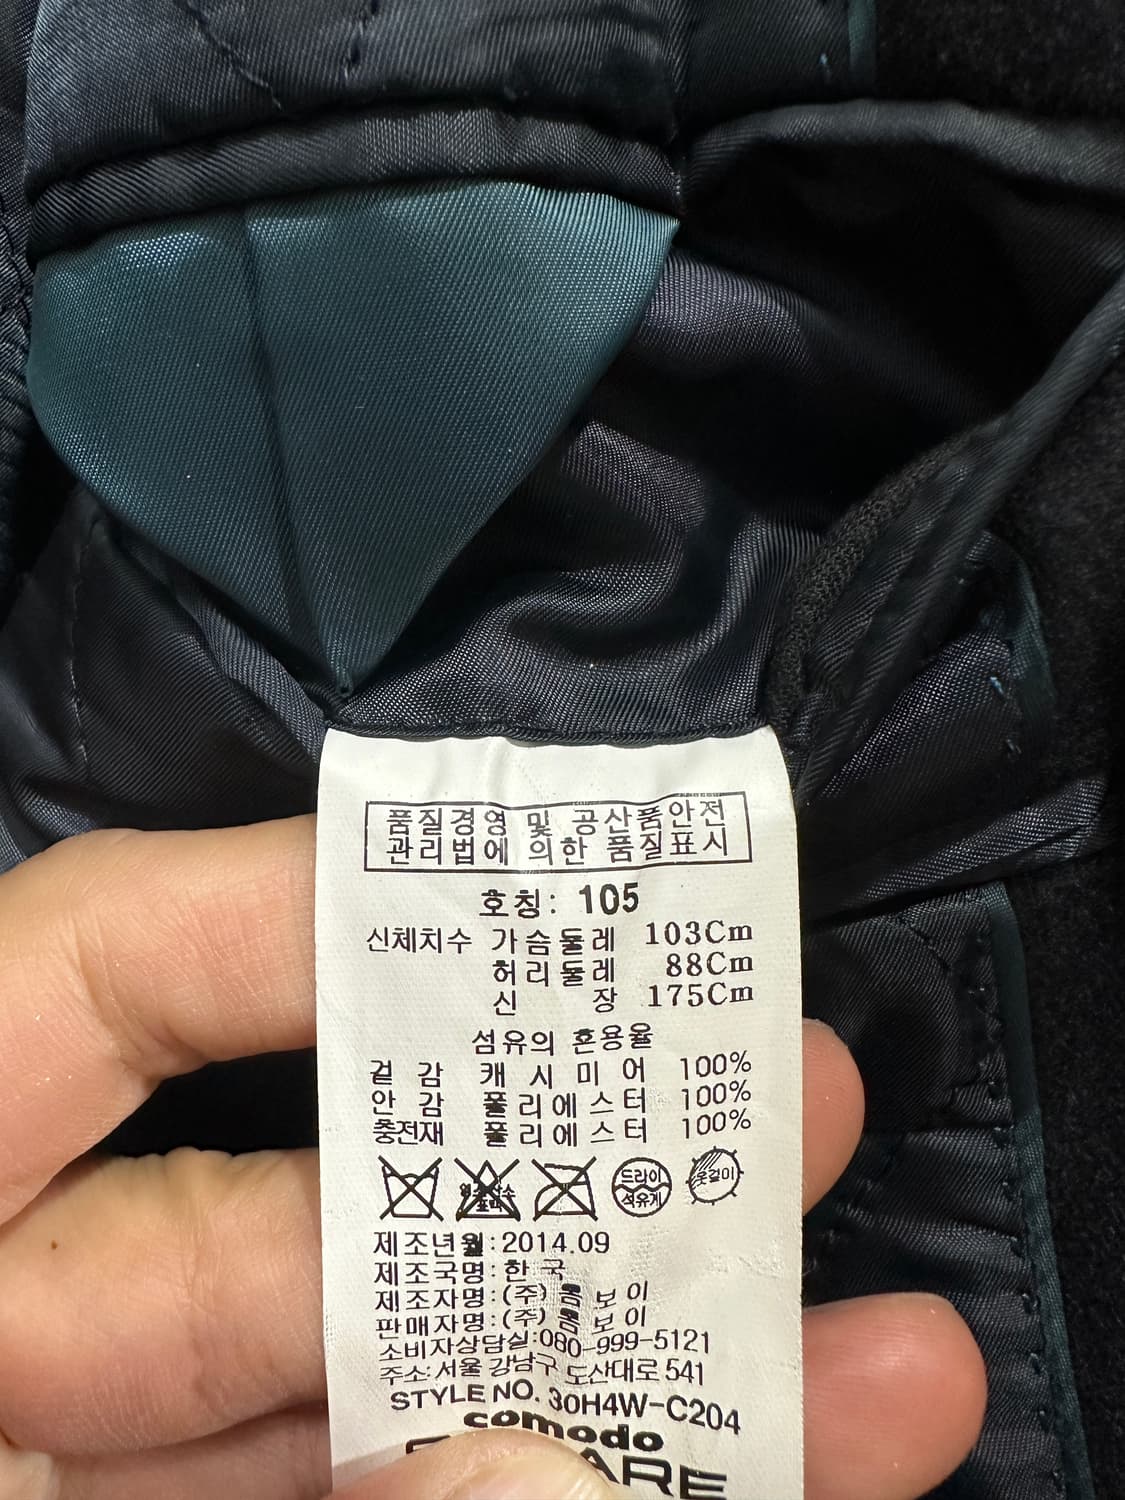 품질경영 및 공산품안전
관리법에 의한 품질표시
호칭: 105
신체치수 가슴둘레 103Cm
허리둘레 88Cm
신 장 175Cm
섬유의 혼용율
겉 감 캐 시 미 어 100%
안 감 폴리에스터 100%
충전재 폴리에스터 100%
드라이
석유계
옷걸이
제조년월:2014.09
제조국명:한 국
제조자명:(주) 콤 보 이
판매자명:(주) 콤 보 이
소비자상담실:080-999-5121
주소:서울 강남구 도산대로 541
STYLE NO. 30H4W-C204
comodo